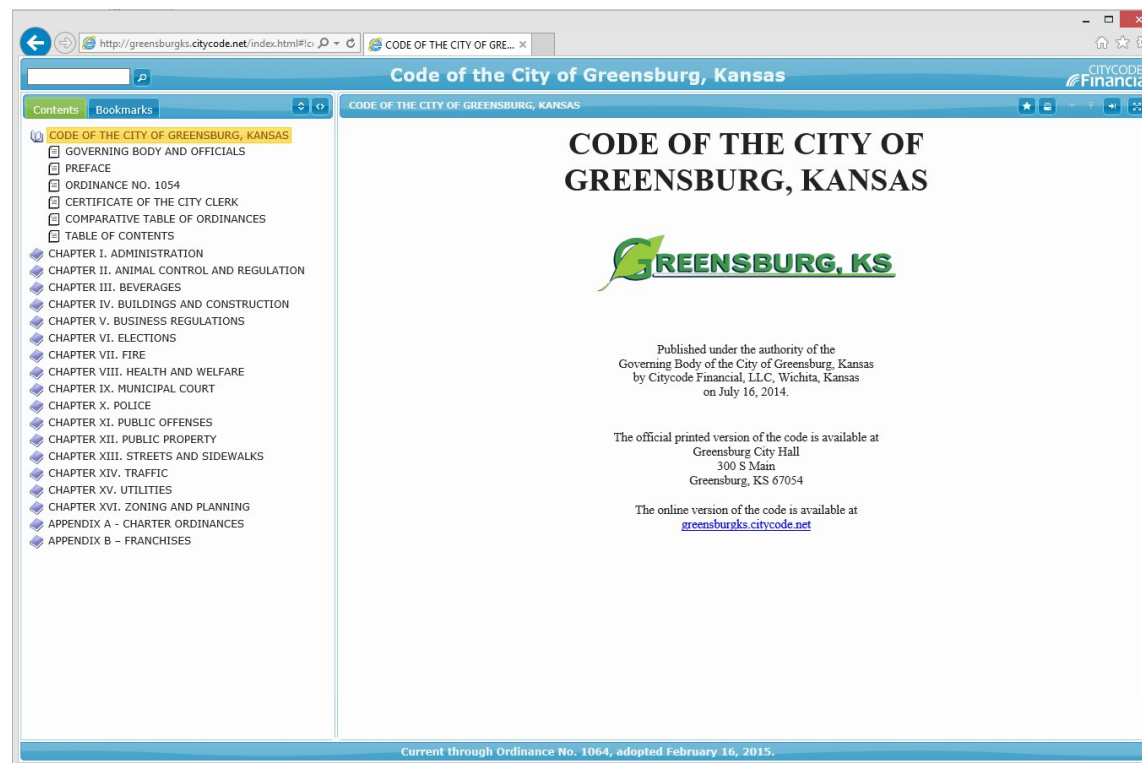 http://greensburgks.citycode.net/index.html#!c
CODE OF THE CITY OF GRE...
Code of the City of Greensburg, Kansas
CITYCODE
Financia
Contents
Bookmarks
CODE OF THE CITY OF GREENSBURG, KANSAS
GOVERNING BODY AND OFFICIALS
PREFACE
ORDINANCE NO. 1054
CERTIFICATE OF THE CITY CLERK
COMPARATIVE TABLE OF ORDINANCES
TABLE OF CONTENTS
CHAPTER I. ADMINISTRATION
CHAPTER II. ANIMAL CONTROL AND REGULATION
CHAPTER III. BEVERAGES
CHAPTER IV. BUILDINGS AND CONSTRUCTION
CHAPTER V. BUSINESS REGULATIONS
CHAPTER VI. ELECTIONS
CHAPTER VII. FIRE
CHAPTER VIII. HEALTH AND WELFARE
CHAPTER IX. MUNICIPAL COURT
CHAPTER X. POLICE
CHAPTER XI. PUBLIC OFFENSES
CHAPTER XII. PUBLIC PROPERTY
CHAPTER XIII. STREETS AND SIDEWALKS
CHAPTER XIV. TRAFFIC
CHAPTER XV. UTILITIES
CHAPTER XVI. ZONING AND PLANNING
APPENDIX A - CHARTER ORDINANCES
APPENDIX B – FRANCHISES
CODE OF THE CITY OF GREENSBURG, KANSAS
CODE OF THE CITY OF
GREENSBURG, KANSAS
GREENSBURG, KS
Published under the authority of the
Governing Body of the City of Greensburg, Kansas
by Citycode Financial, LLC, Wichita, Kansas
on July 16, 2014.
The official printed version of the code is available at
Greensburg City Hall
300 S Main
Greensburg, KS 67054
The online version of the code is available at
greensburgks.citycode.net
Current through Ordinance No. 1064, adopted February 16, 2015.